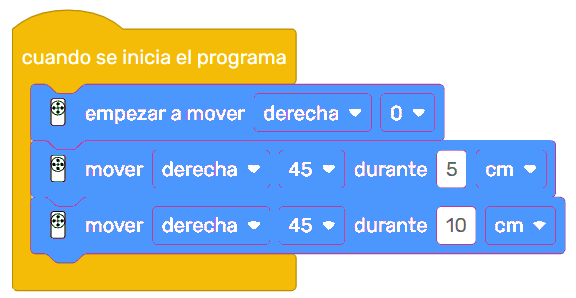 cuando se inicia el programa
empezar a mover derecha 0
mover derecha 45 durante 5 cm
mover derecha 45 durante 10 cm